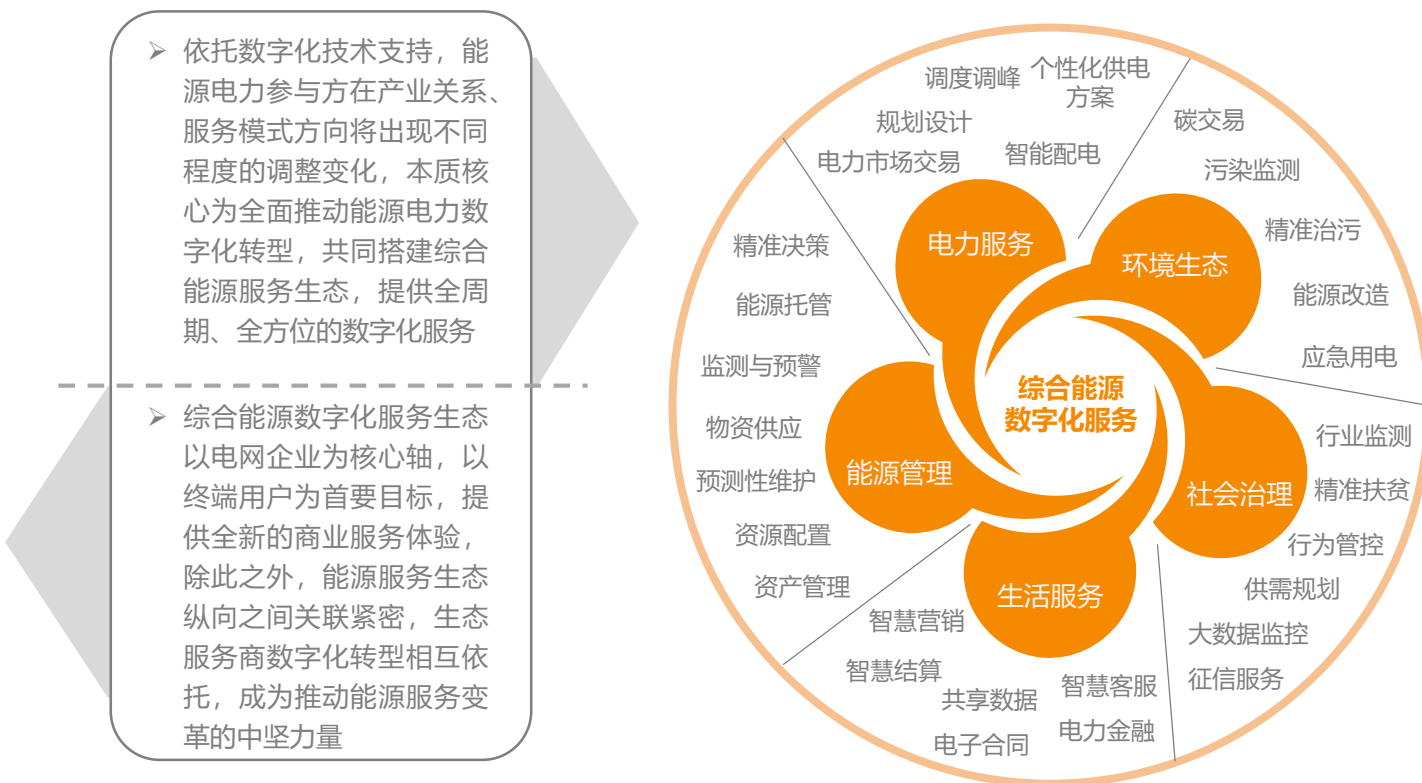 ➢ 依托数字化技术支持，能
源电力参与方在产业关系、
服务模式方向将出现不同
程度的调整变化，本质核
心为全面推动能源电力数
字化转型，共同搭建综合
能源服务生态，提供全周
期、全方位的数字化服务
➢ 综合能源数字化服务生态
以电网企业为核心轴，以
终端用户为首要目标，提
供全新的商业服务体验，
除此之外，能源服务生态
纵向之间关联紧密，生态
服务商数字化转型相互依
托，成为推动能源服务变
革的中坚力量
综合能源
数字化服务
电力服务
调度调峰
个性化供电
方案
规划设计
电力市场交易
智能配电
环境生态
碳交易
污染监测
精准治污
能源改造
应急用电
社会治理
行业监测
精准扶贫
行为管控
供需规划
大数据监控
征信服务
生活服务
智慧营销
智慧结算
共享数据
智慧客服
电子合同
电力金融
能源管理
精准决策
能源托管
监测与预警
物资供应
预测性维护
资源配置
资产管理